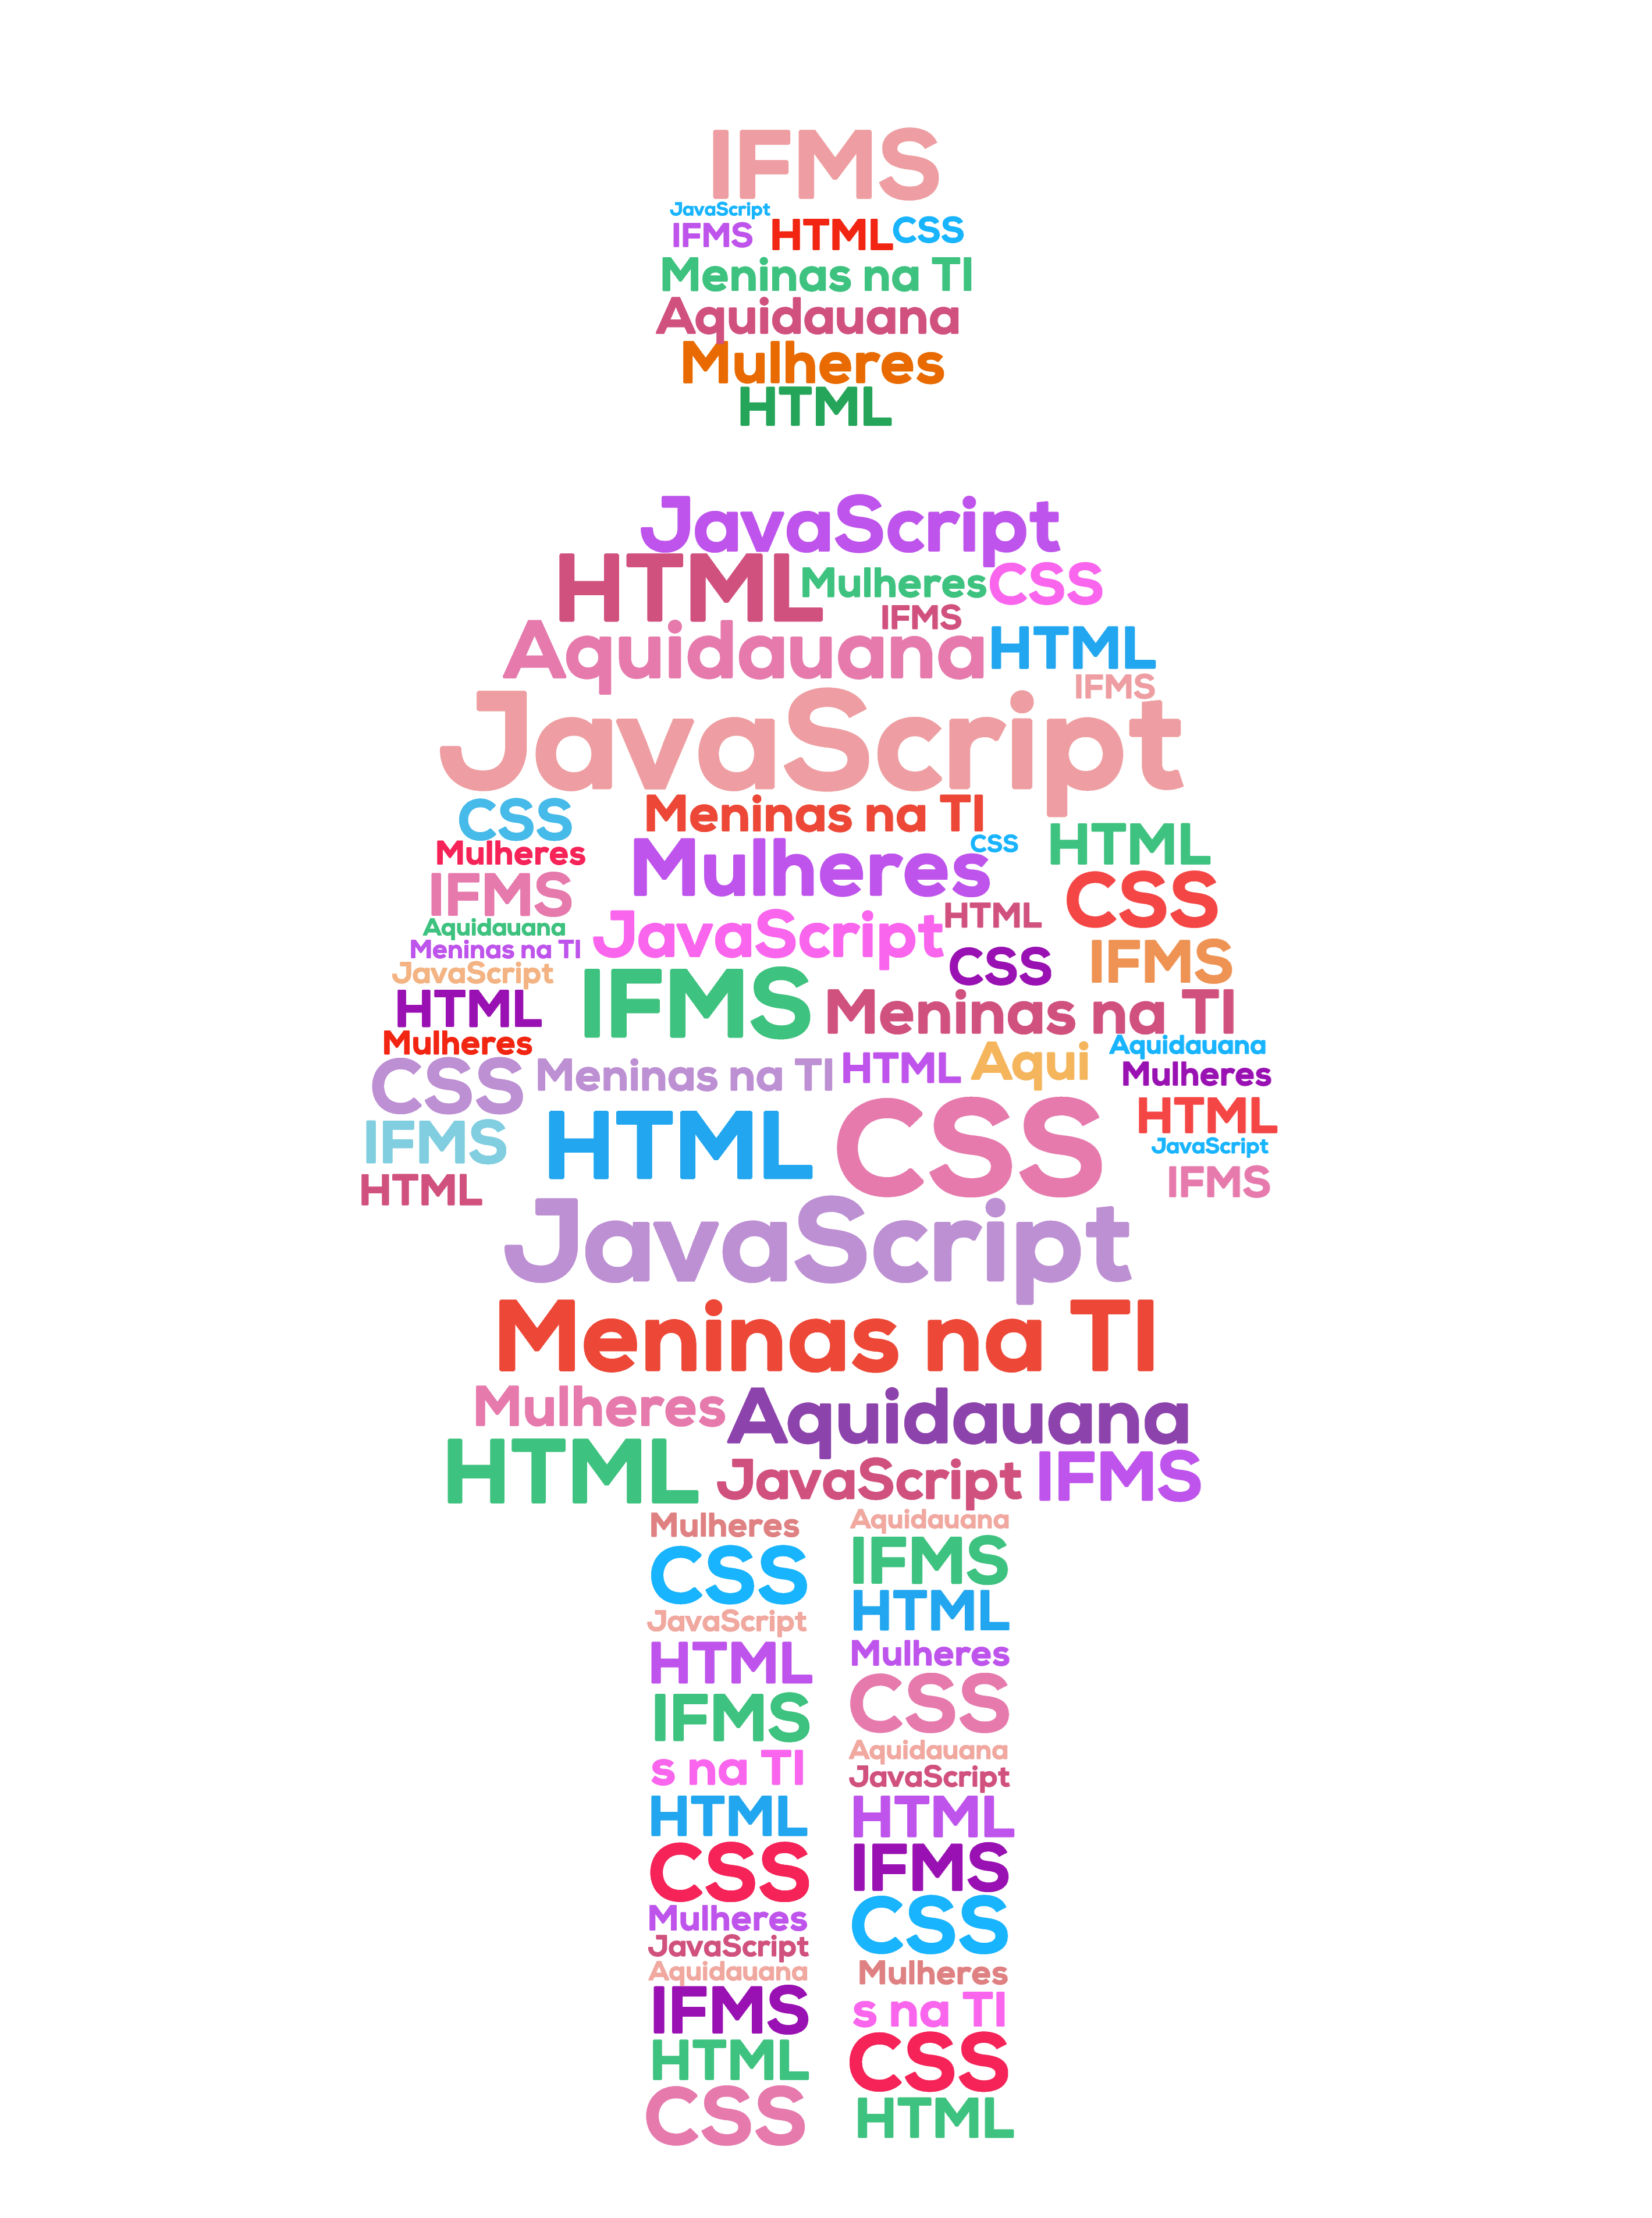 IFMS
JavaScript
IFMS HTML CSS
Meninas na TI
Aquidauana
Mulheres
HTML
JavaScript
HTML Mulheres CSS
IFMS
Aquidauana HTML
IFMS
JavaScript
CSS Meninas na TI HTML
Mulheres Mulheres CSS
IFMS CSS
Aquidauana JavaScript HTML
Meninas na TI CSS IFMS
JavaScript
HTML IFMS Meninas na TI
Mulheres Aquidauana
CSS Meninas na TI HTML Aqui Mulheres
IFMS HTML CSS HTML
JavaScript
HTML IFMS
JavaScript
Meninas na TI
Mulheres Aquidauana
HTML JavaScript IFMS
Mulheres
CSS
JavaScript
HTML
IFMS
s na TI
HTML
CSS
Mulheres
JavaScript
Aquidauana
IFMS
HTML
CSS
Aquidauana
IFMS
HTML
Mulheres
CSS
Aquidauana
JavaScript
HTML
IFMS
CSS
Mulheres
s na TI
CSS
HTML